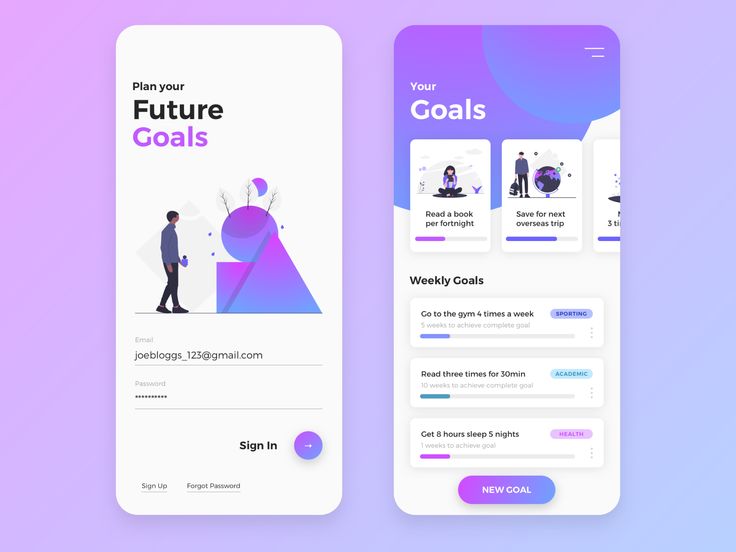 Plan your
Future
Goals
Email
joebloggs_123@gmail.com
Password
**********
Sign In
Sign Up
Forgot Password
Your
Goals
Read a book
per fortnight
Save for next
overseas trip
3 ti
Weekly Goals
Go to the gym 4 times a week
SPORTING
5 weeks to achieve complete goal
Read three times for 30min
ACADEMIC
10 weeks to achieve complete goal
Get 8 hours sleep 5 nights
HEALTH
1 weeks to achieve complete goal
NEW GOAL